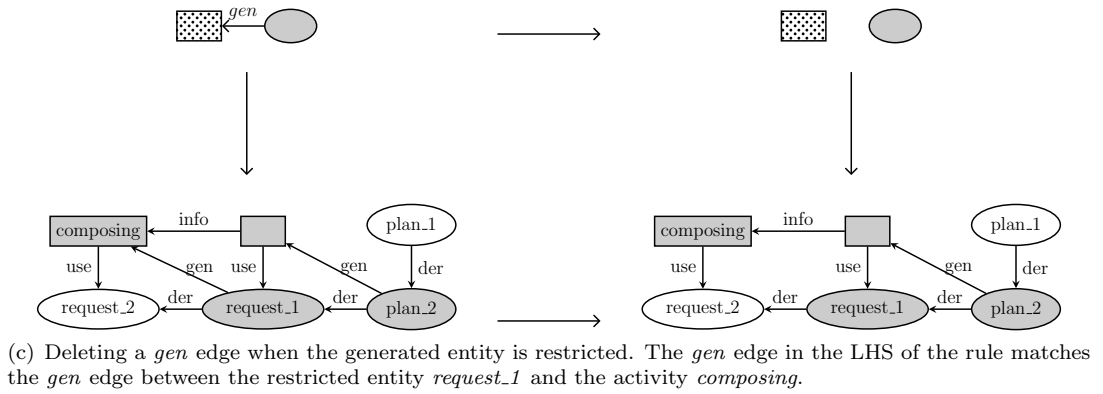 gen
info
info
composing
plan_1
composing
plan_1
use
gen
use
gen
der
use
use
gen
der
request_2
der
request_1
der
plan_2
request_2
der
request_1
der
plan_2
(c) Deleting a gen edge when the generated entity is restricted. The gen edge in the LHS of the rule matches
the gen edge between the restricted entity request_1 and the activity composing.